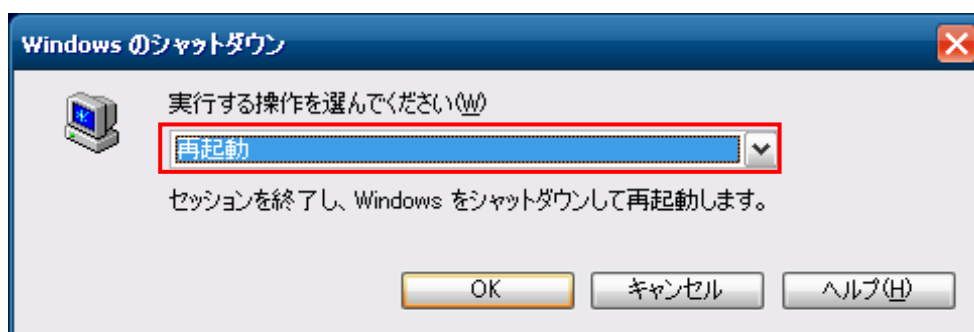 Windows のシャットダウン
実行する操作を選んでください(W)
再起動
セッションを終了し、Windows をシャットダウンして再起動します。
OK キャンセル ヘルプ(H)